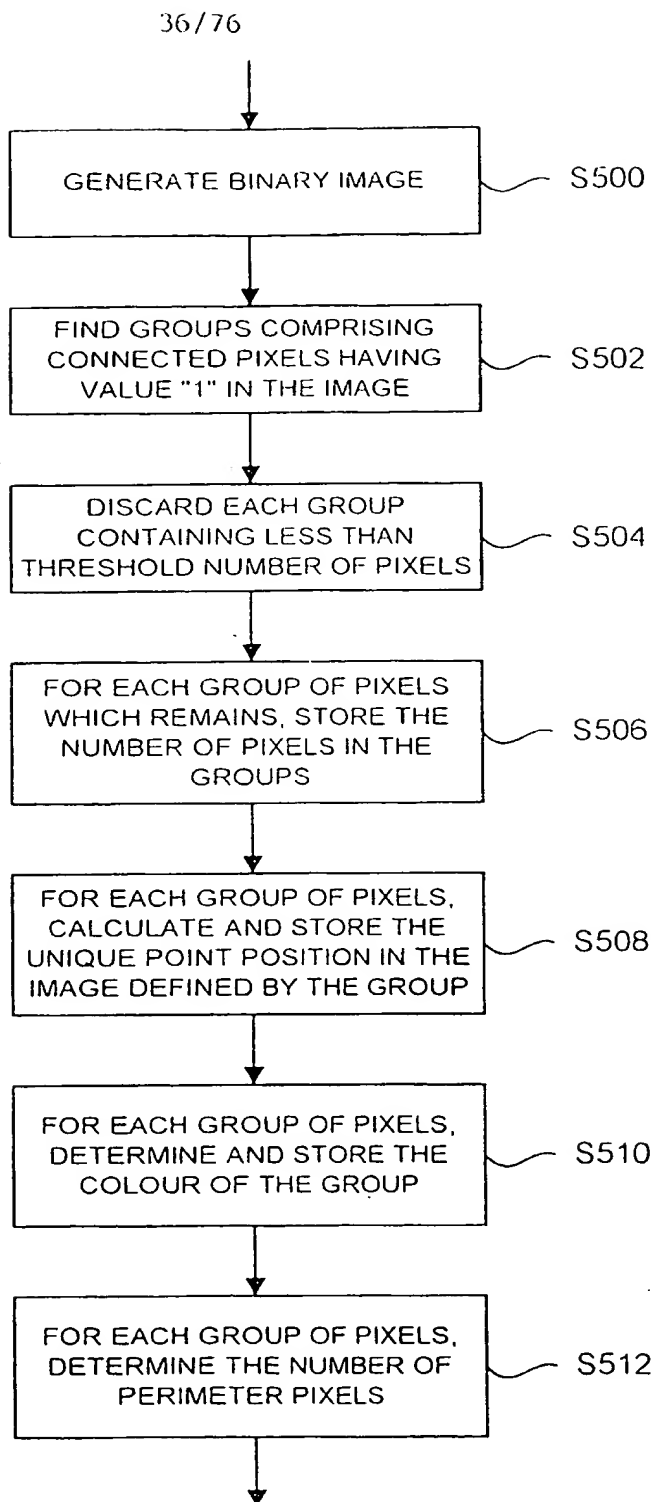 36/76
GENERATE BINARY IMAGE
S500
FIND GROUPS COMPRISING
CONNECTED PIXELS HAVING
VALUE "1" IN THE IMAGE
S502
DISCARD EACH GROUP
CONTAINING LESS THAN
THRESHOLD NUMBER OF PIXELS
S504
FOR EACH GROUP OF PIXELS
WHICH REMAINS, STORE THE
NUMBER OF PIXELS IN THE
GROUPS
S506
FOR EACH GROUP OF PIXELS,
CALCULATE AND STORE THE
UNIQUE POINT POSITION IN THE
IMAGE DEFINED BY THE GROUP
S508
FOR EACH GROUP OF PIXELS,
DETERMINE AND STORE THE
COLOUR OF THE GROUP
S510
FOR EACH GROUP OF PIXELS,
DETERMINE THE NUMBER OF
PERIMETER PIXELS
S512